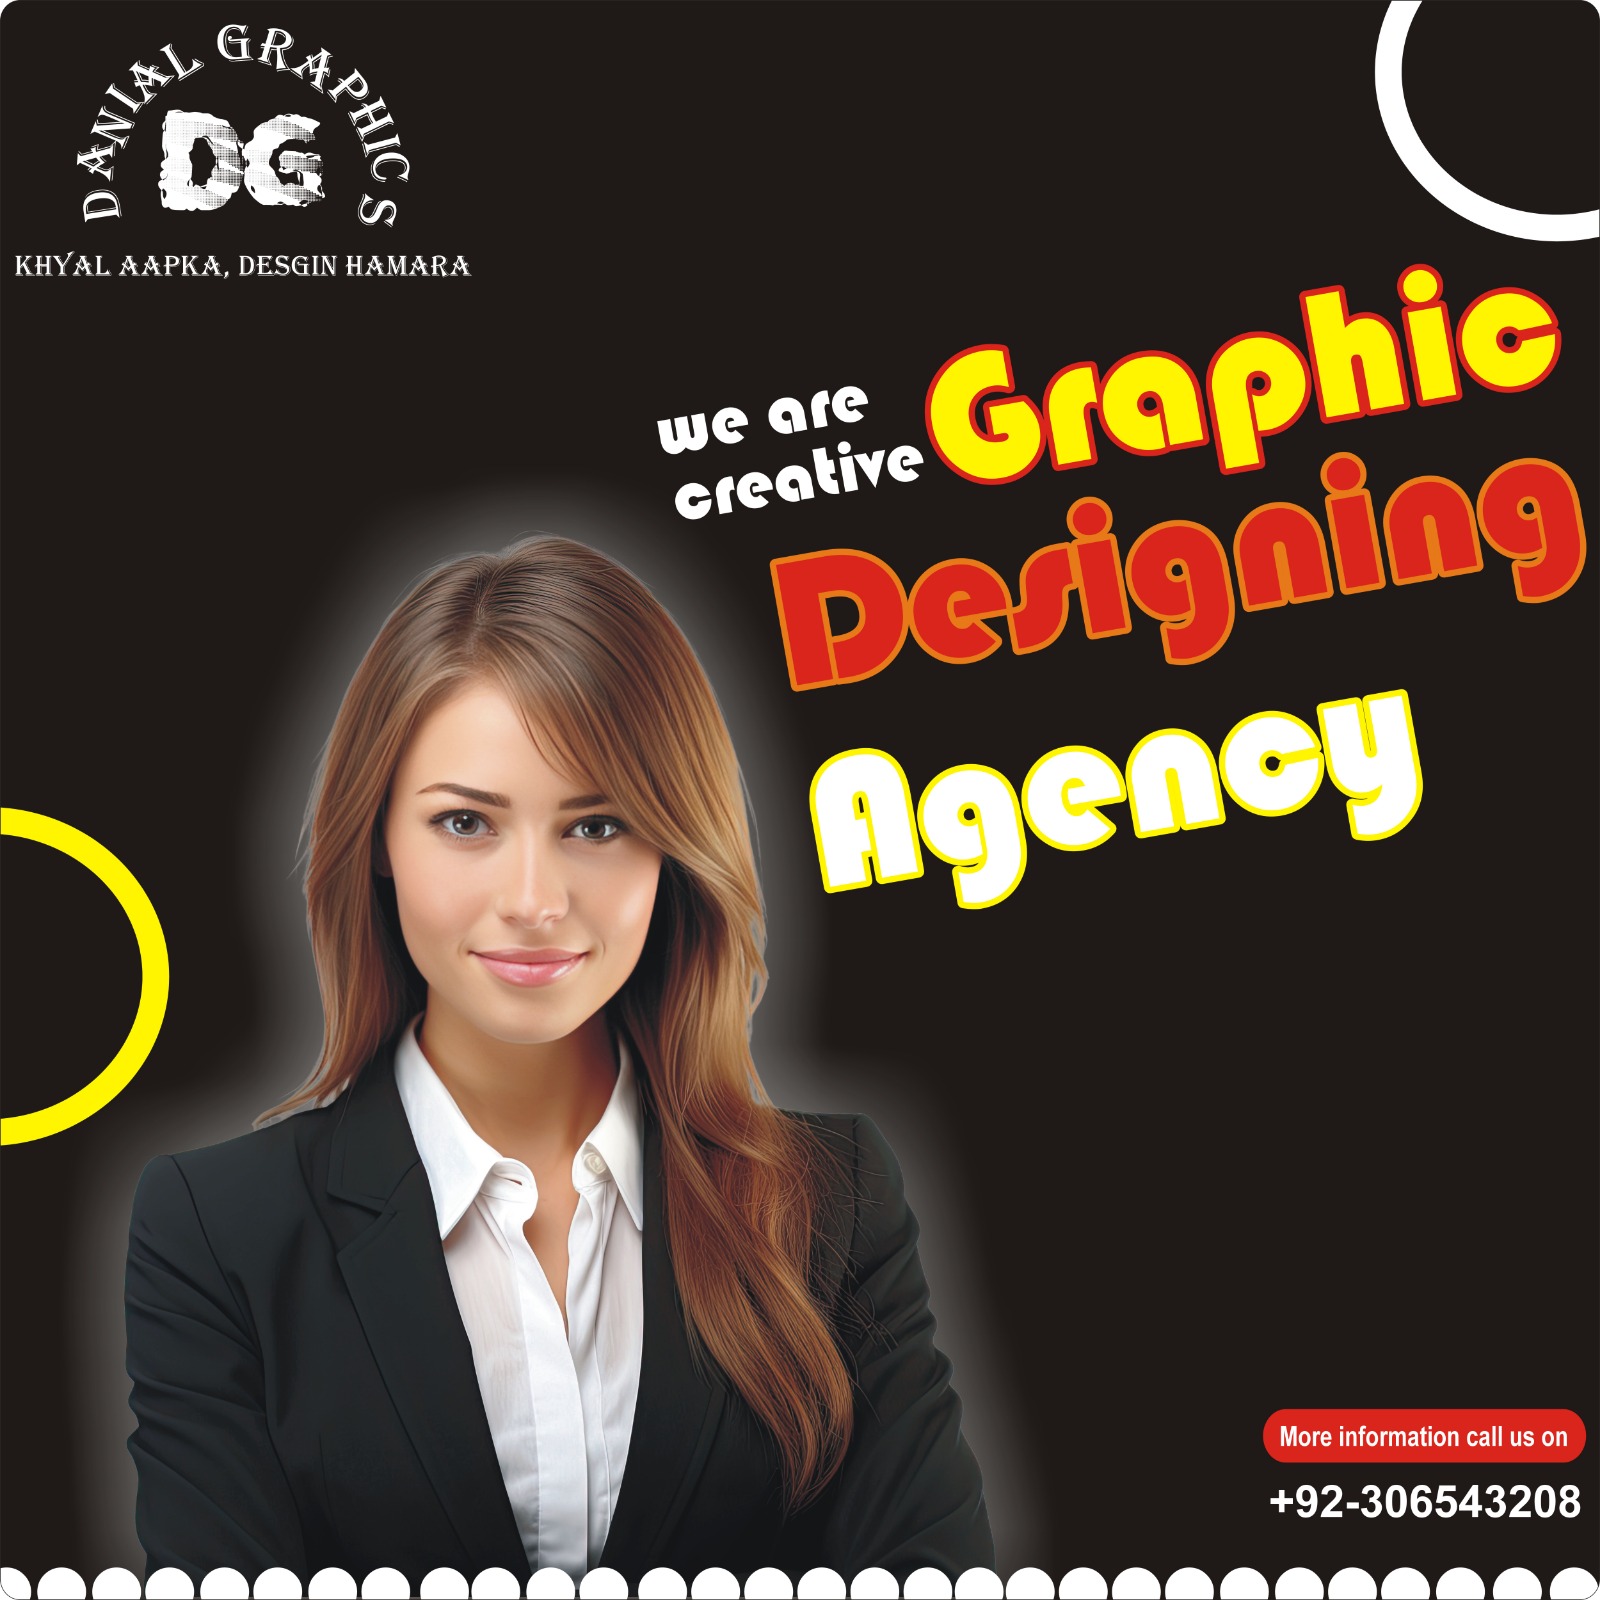 DANIAL GRAPHICS
DG
KHYAL AAPKA, DESGIN HAMARA
we are
creative
Graphic
Designing
Agency
More information call us on
+92-306543208